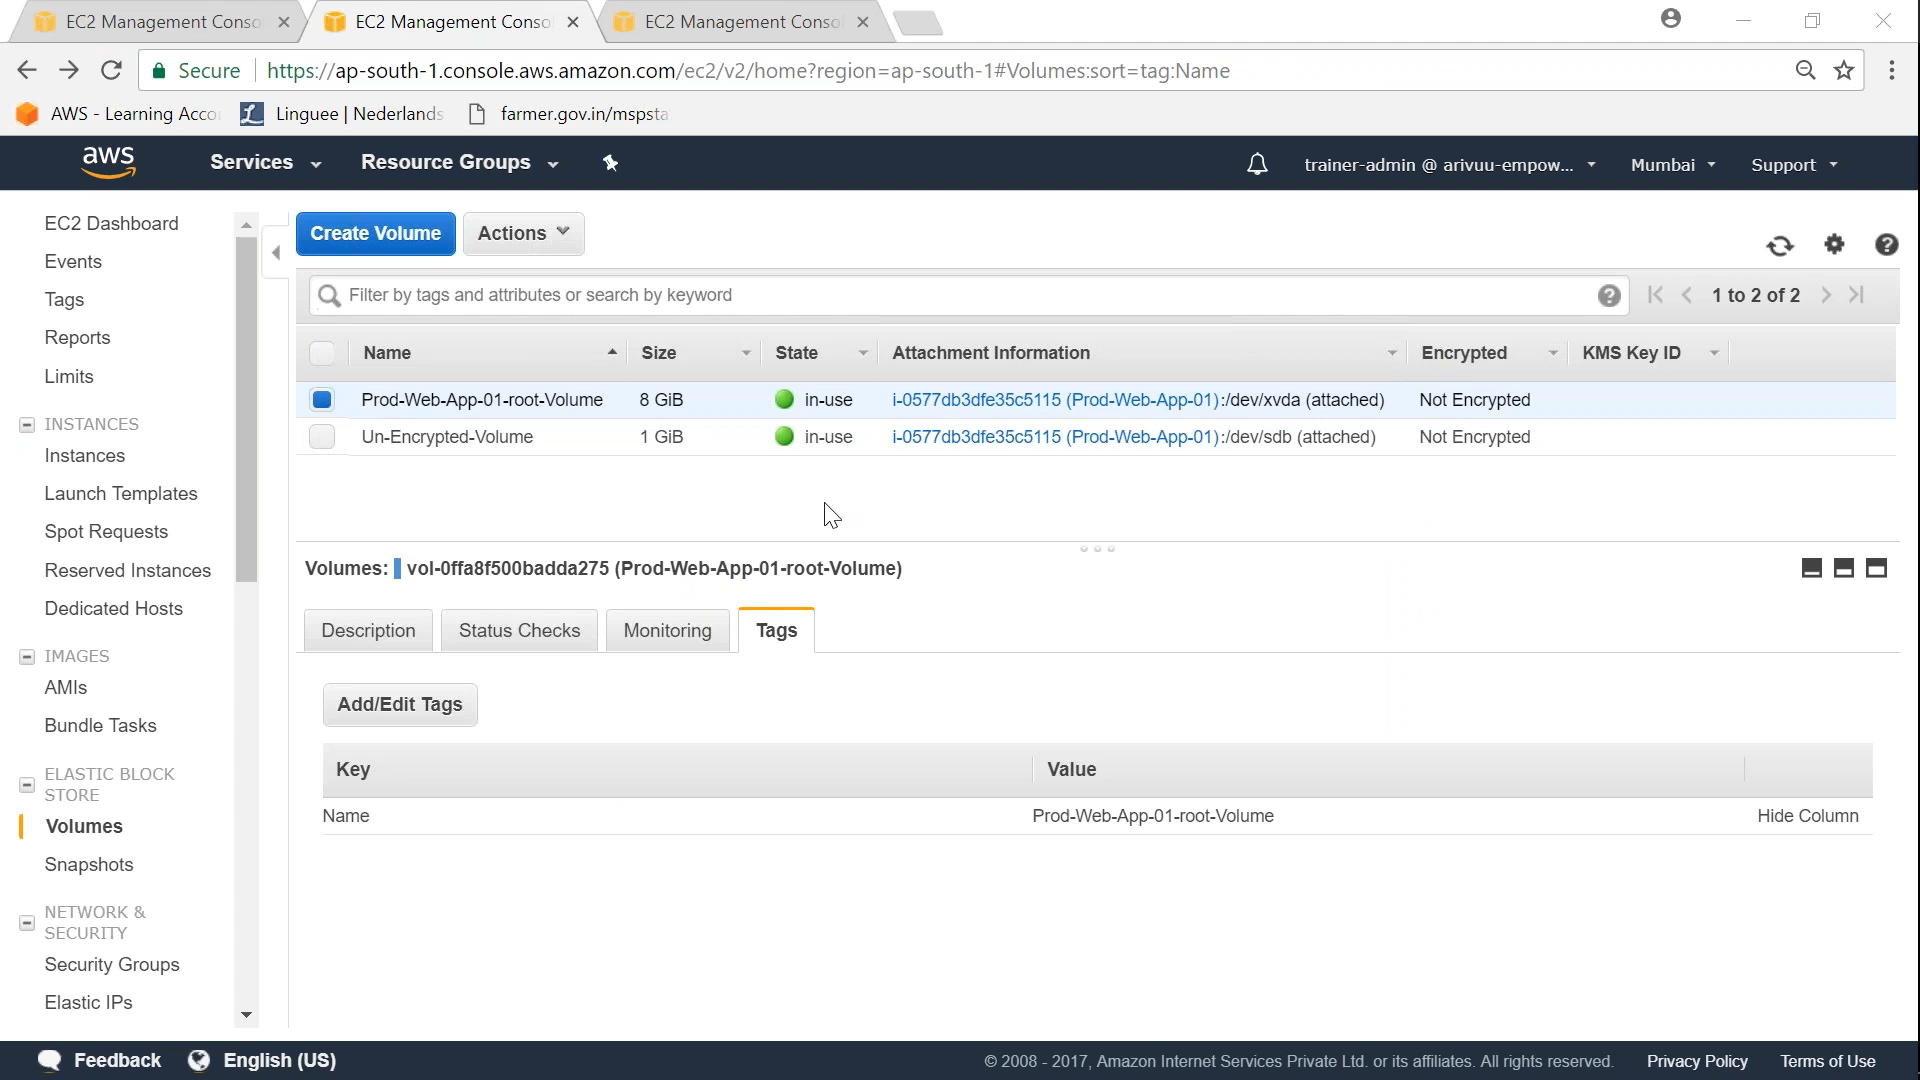 EC2 Management Conso
EC2 Management Conso
EC2 Management Conso
Secure https://ap-south-1.console.aws.amazon.com/ec2/v2/home?region=ap-south-1#Volumes:sort=tag:Name
AWS - Learning Acco
Linguee | Nederlands
farmer.gov.in/mspsta
aws Services Resource Groups trainer-admin @ arivuu-empow... Mumbai Support
EC2 Dashboard
Events
Tags
Reports
Limits
INSTANCES
Instances
Launch Templates
Spot Requests
Reserved Instances
Dedicated Hosts
IMAGES
AMIs
Bundle Tasks
ELASTIC BLOCK
STORE
Volumes
Snapshots
NETWORK &
SECURITY
Security Groups
Elastic IPs
Create Volume Actions
Filter by tags and attributes or search by keyword 1 to 2 of 2
Name Size State Attachment Information Encrypted KMS Key ID
Prod-Web-App-01-root-Volume 8 GiB in-use i-0577db3dfe35c5115 (Prod-Web-App-01):/dev/xvda (attached) Not Encrypted
Un-Encrypted-Volume 1 GiB in-use i-0577db3dfe35c5115 (Prod-Web-App-01):/dev/sdb (attached) Not Encrypted
Volumes: vol-0ffa8f500badda275 (Prod-Web-App-01-root-Volume)
Description Status Checks Monitoring Tags
Add/Edit Tags
Key Value
Name Prod-Web-App-01-root-Volume Hide Column
Feedback English (US) © 2008 - 2017, Amazon Internet Services Private Ltd. or its affiliates. All rights reserved. Privacy Policy Terms of Use